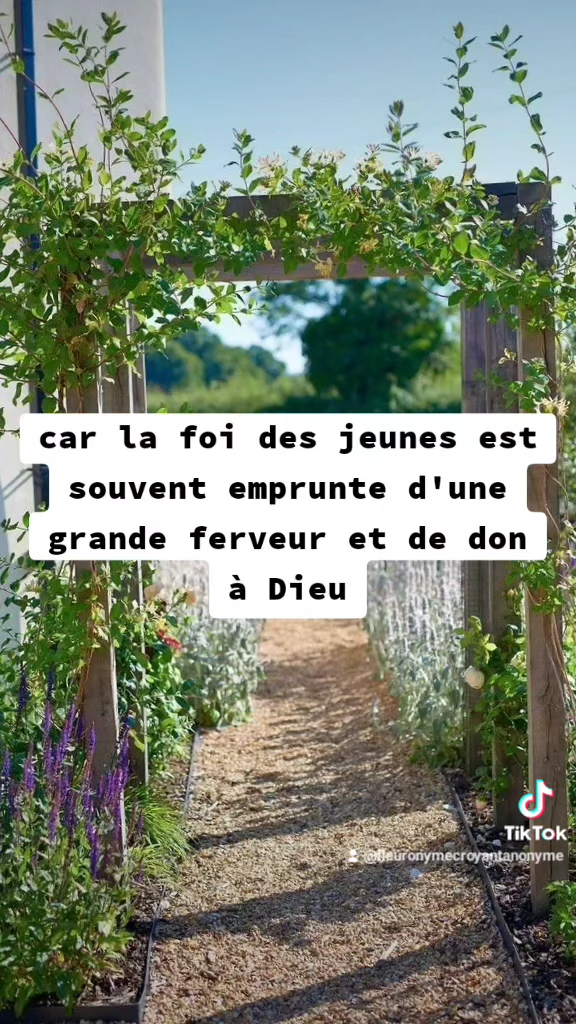 car la foi des jeunes est
souvent emprunte d'une
grande ferveur et de don
à Dieu
TikTok
@fleuronymecroyantanonyme